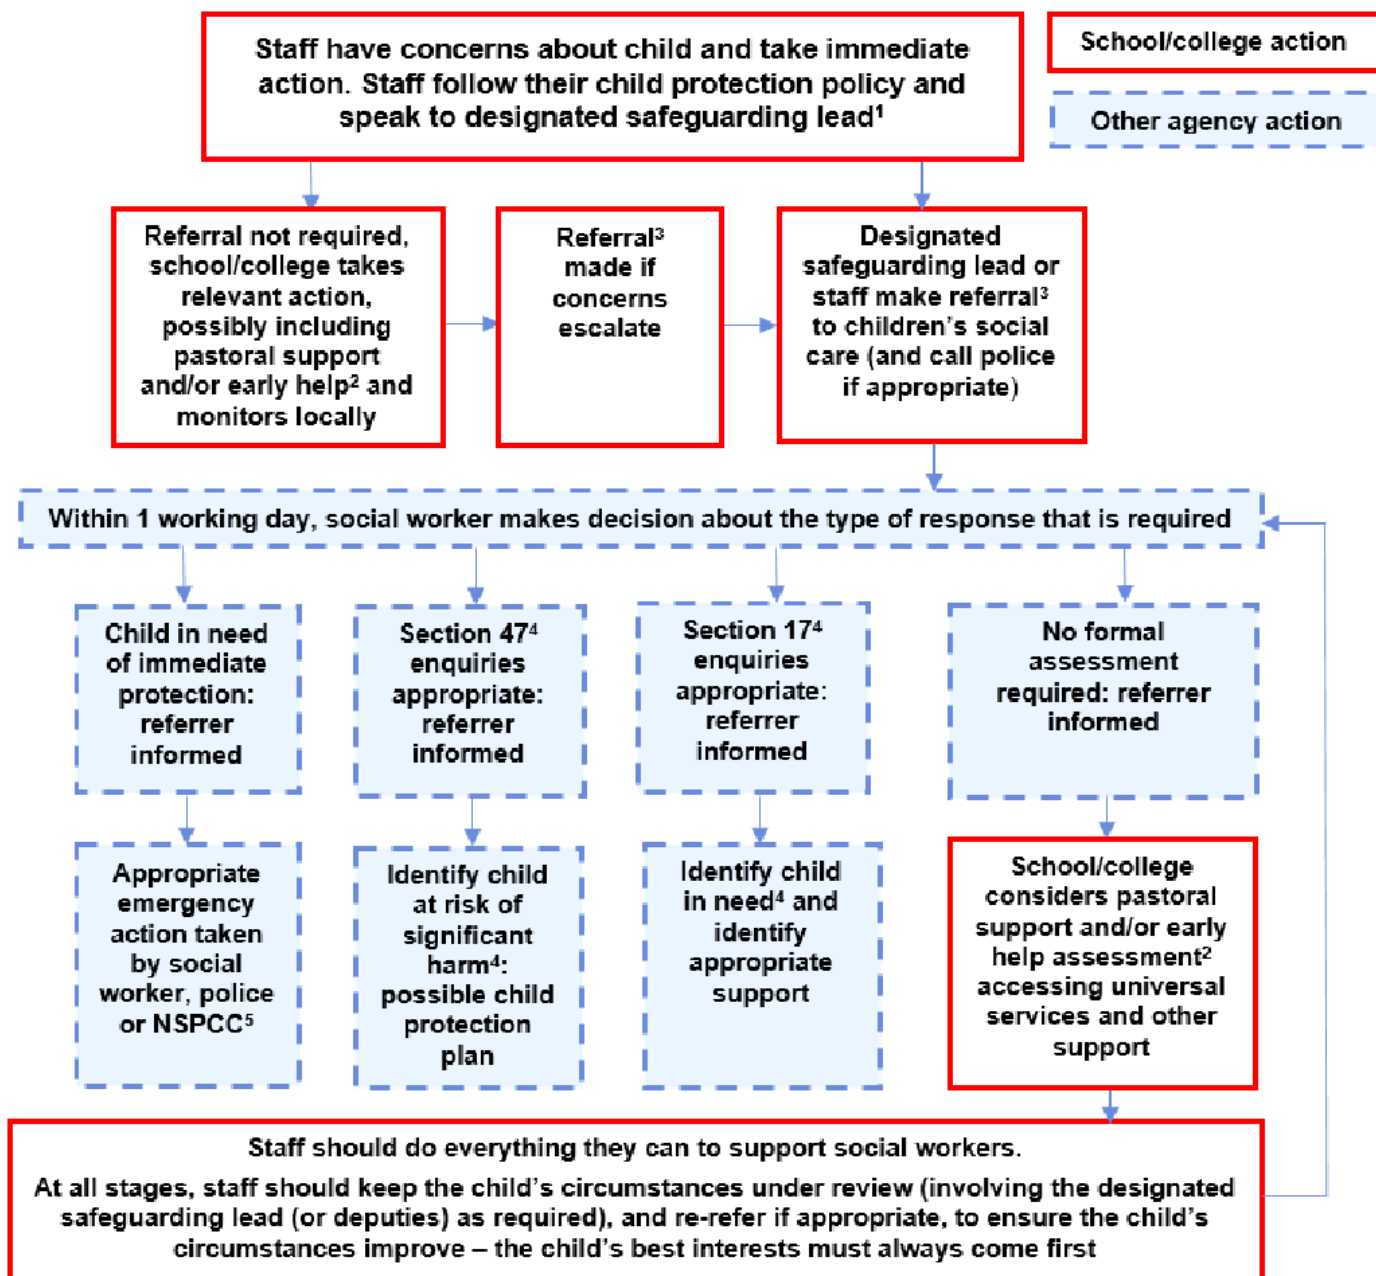 Staff have concerns about child and take immediate
action. Staff follow their child protection policy and
speak to designated safeguarding lead¹
School/college action
Other agency action
Referral not required,
school/college takes
relevant action,
possibly including
pastoral support
and/or early help² and
monitors locally
Referral³
made if
concerns
escalate
Designated
safeguarding lead or
staff make referral³
to children’s social
care (and call police
if appropriate)
Within 1 working day, social worker makes decision about the type of response that is required
Child in need
of immediate
protection:
referrer
informed
Section 47⁴
enquiries
appropriate:
referrer
informed
Section 17⁴
enquiries
appropriate:
referrer
informed
No formal
assessment
required: referrer
informed
Appropriate
emergency
action taken
by social
worker, police
or NSPCC⁵
Identify child
at risk of
significant
harm⁴:
possible child
protection
plan
Identify child
in need⁴ and
identify
appropriate
support
School/college
considers pastoral
support and/or early
help assessment²
accessing universal
services and other
support
Staff should do everything they can to support social workers.
At all stages, staff should keep the child’s circumstances under review (involving the designated
safeguarding lead (or deputies) as required), and re-refer if appropriate, to ensure the child’s
circumstances improve – the child’s best interests must always come first